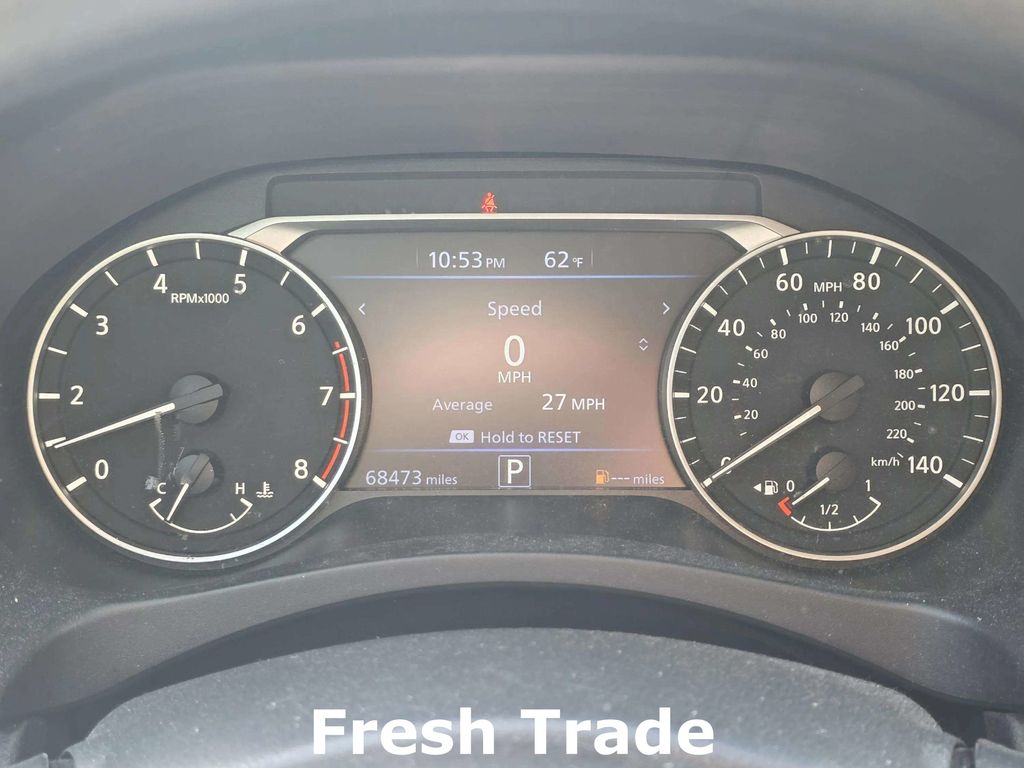 10:53 PM 62 °F
4 5
RPMx1000
3 6
2 7
0 8
C H
Speed
0
MPH
Average 27 MPH
OK Hold to RESET
68473 miles P --- miles
60 MPH 80
40 100
20 120
0 140
100 120
80 140
60 160
40 180
20 200
220
km/h
0 1
1/2
Fresh Trade